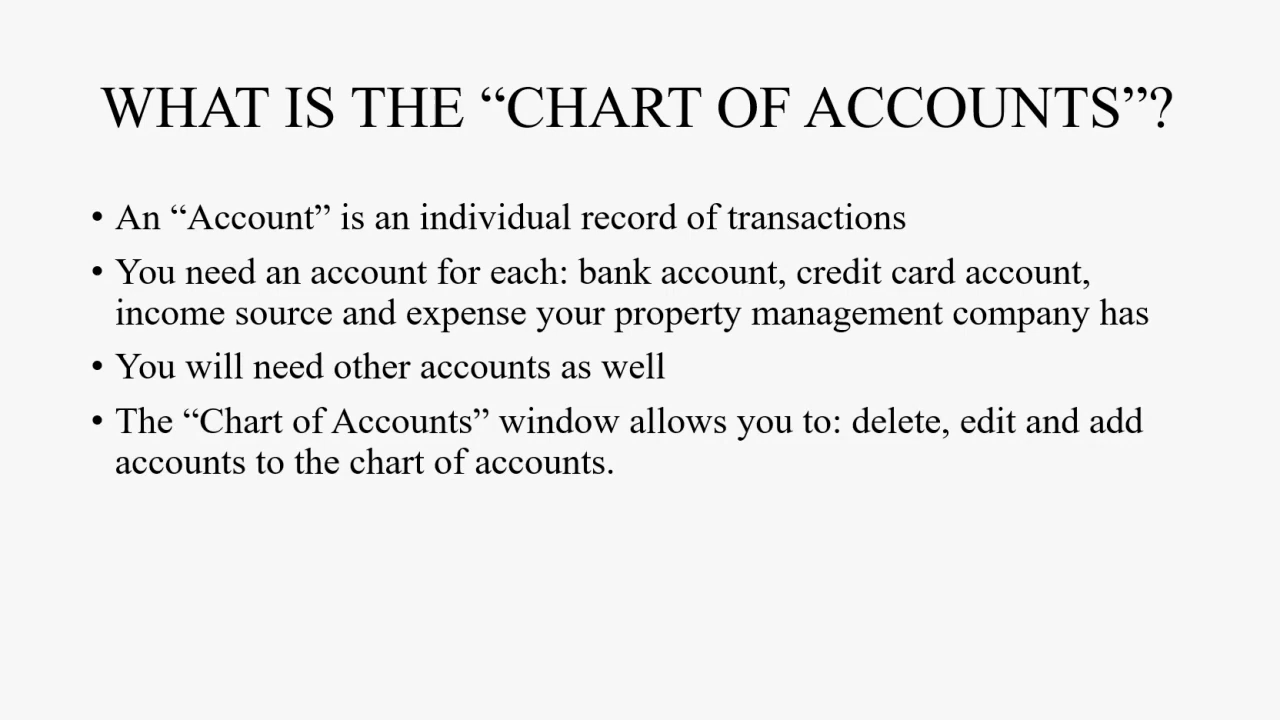 WHAT IS THE “CHART OF ACCOUNTS”?
• An “Account” is an individual record of transactions
• You need an account for each: bank account, credit card account,
income source and expense your property management company has
• You will need other accounts as well
• The “Chart of Accounts” window allows you to: delete, edit and add
accounts to the chart of accounts.